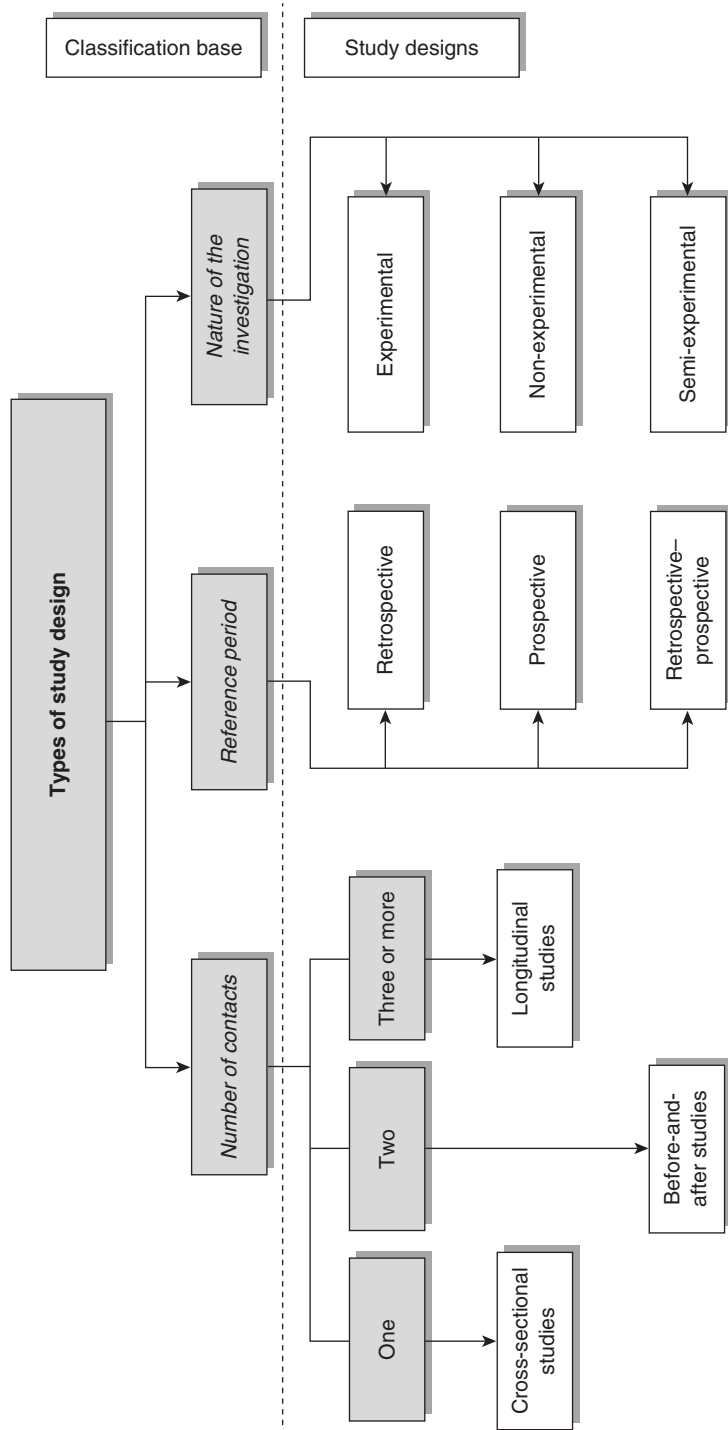 Types of study design
Classification base
Number of contacts
Reference period
Nature of the
investigation
Study designs
One
Two
Three or more
Cross-sectional
studies
Before-and-
after studies
Longitudinal
studies
Retrospective
Prospective
Retrospective–
prospective
Experimental
Non-experimental
Semi-experimental